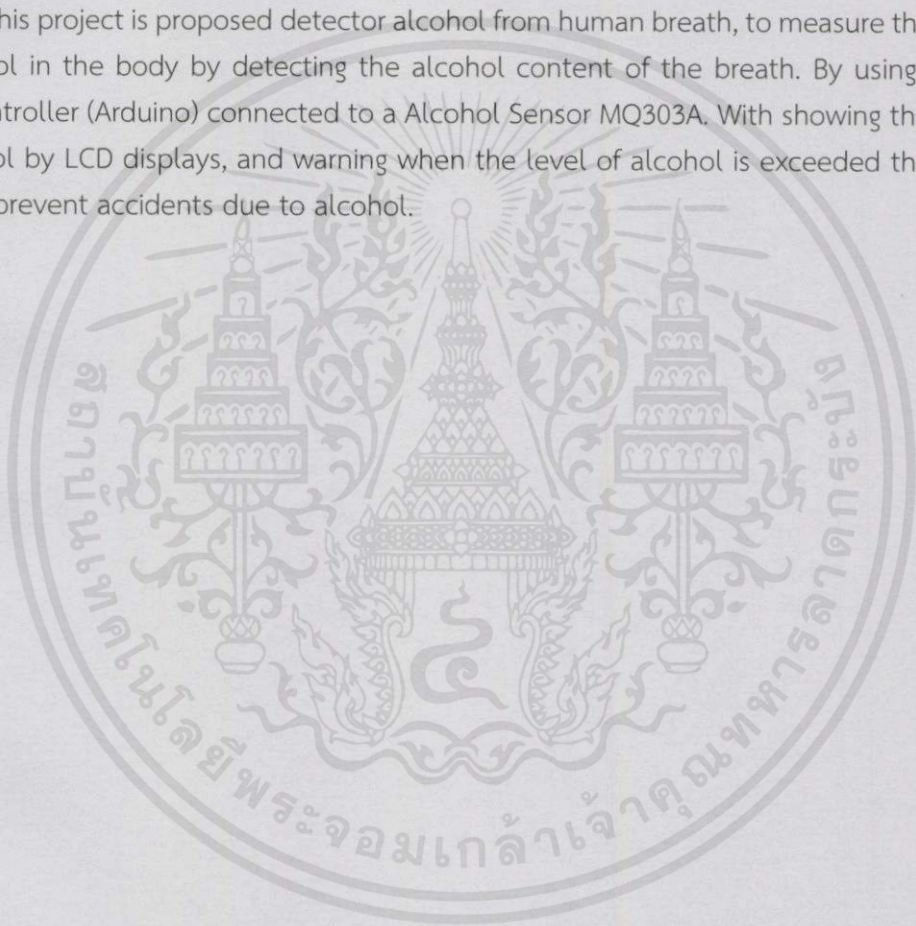 his project is proposed detector alcohol from human breath, to measure th
ol in the body by detecting the alcohol content of the breath. By using
ntroller (Arduino) connected to a Alcohol Sensor MQ303A. With showing th
ol by LCD displays, and warning when the level of alcohol is exceeded th
prevent accidents due to alcohol.
สถาบันเทคโนโลยีพระจอมเกล้าเจ้าคุณทหารลาดกระบัง